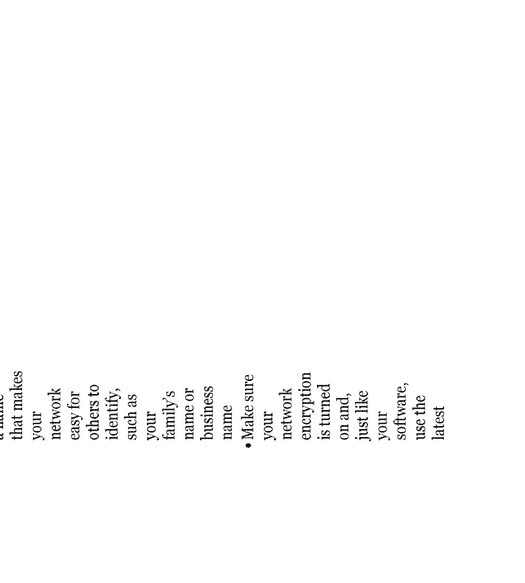 that makes
your
network
easy for
others to
identify,
such as
your
family's
name or
business
name
• Make sure
your
network
encryption
is turned
on and,
just like
your
software,
use the
latest